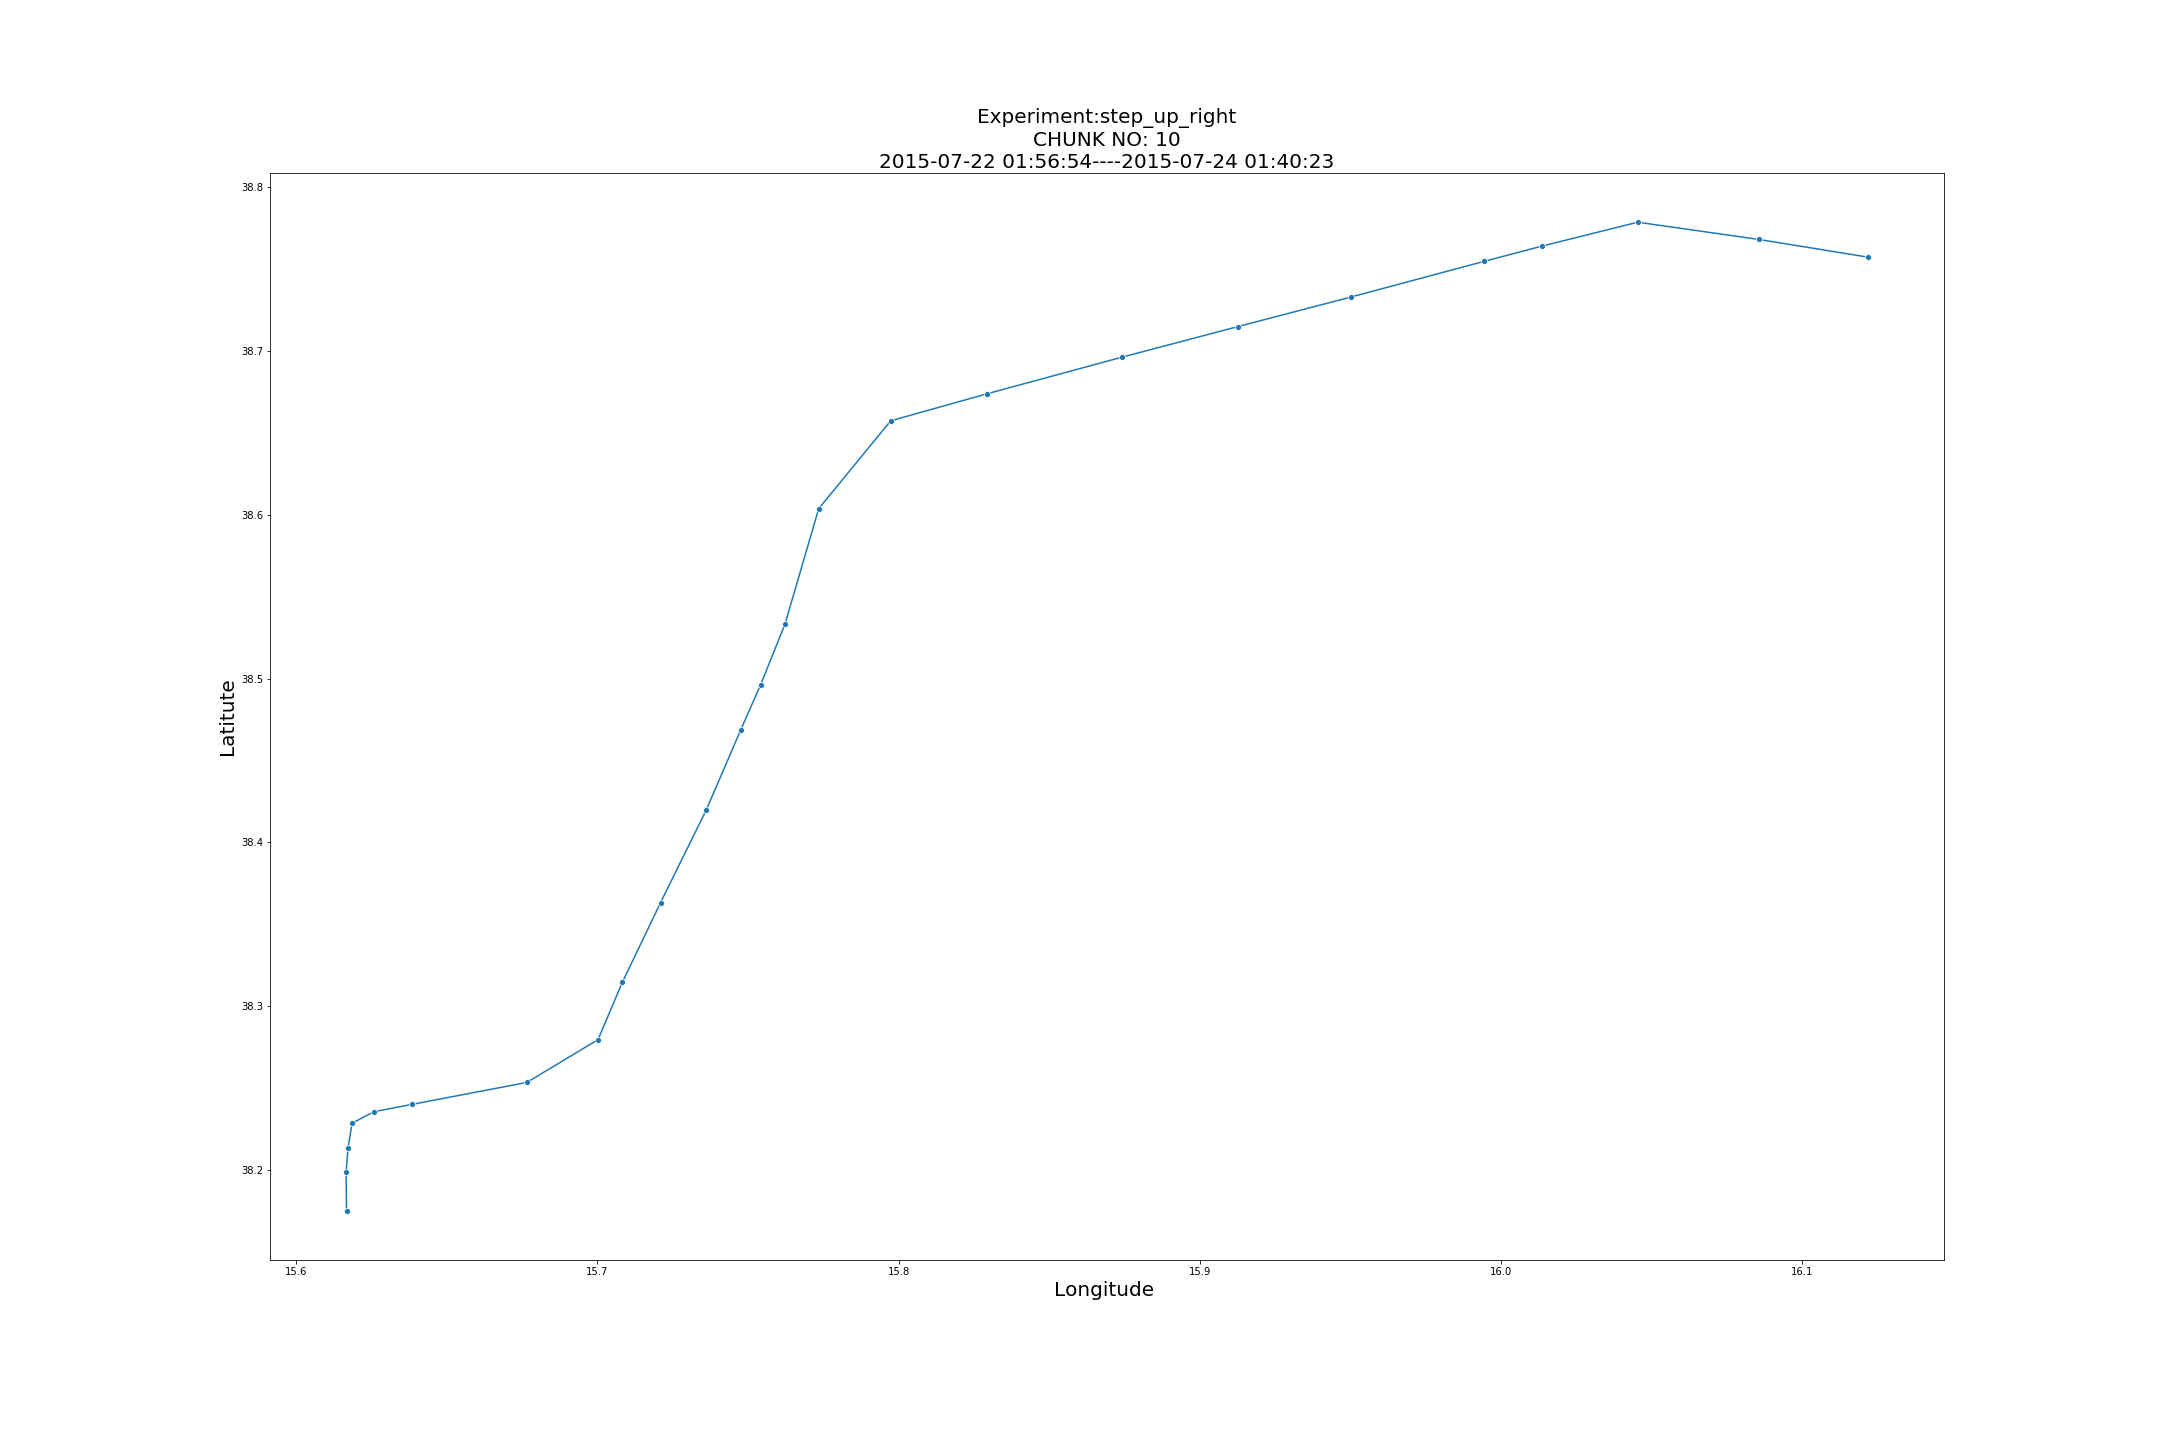 Experiment:step_up_right
CHUNK NO: 10
2015-07-22 01:56:54----2015-07-24 01:40:23
38.8
38.7
38.6
38.5
38.4
38.3
38.2
Latitute
15.6 15.7 15.8 15.9 16.0 16.1
Longitude